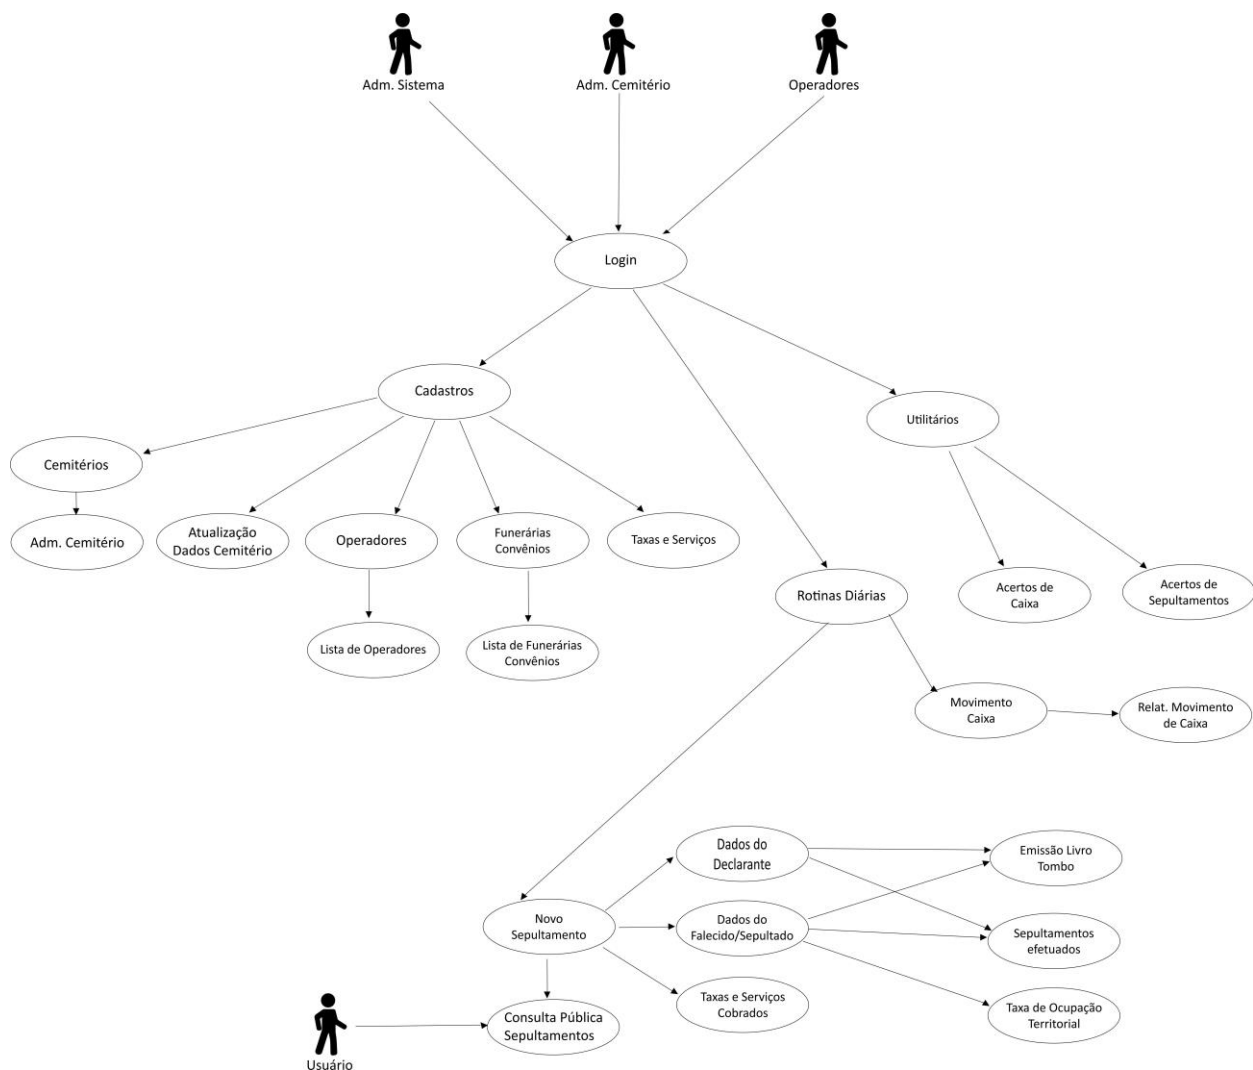 Adm. Sistema
Adm. Cemitério
Operadores
Login
Cadastros
Utilitários
Cemitérios
Adm. Cemitério
Atualização
Dados Cemitério
Operadores
Funerárias
Convênios
Taxas e Serviços
Rotinas Diárias
Acertos de
Caixa
Acertos de
Sepultamentos
Lista de Operadores
Lista de Funerárias
Convênios
Movimento
Caixa
Relat. Movimento
de Caixa
Dados do
Declarante
Emissão Livro
Tombo
Novo
Sepultamento
Dados do
Falecido/Sepultado
Sepultamentos
efetuados
Taxas e Serviços
Cobrados
Taxa de Ocupação
Territorial
Consulta Pública
Sepultamentos
Usuário